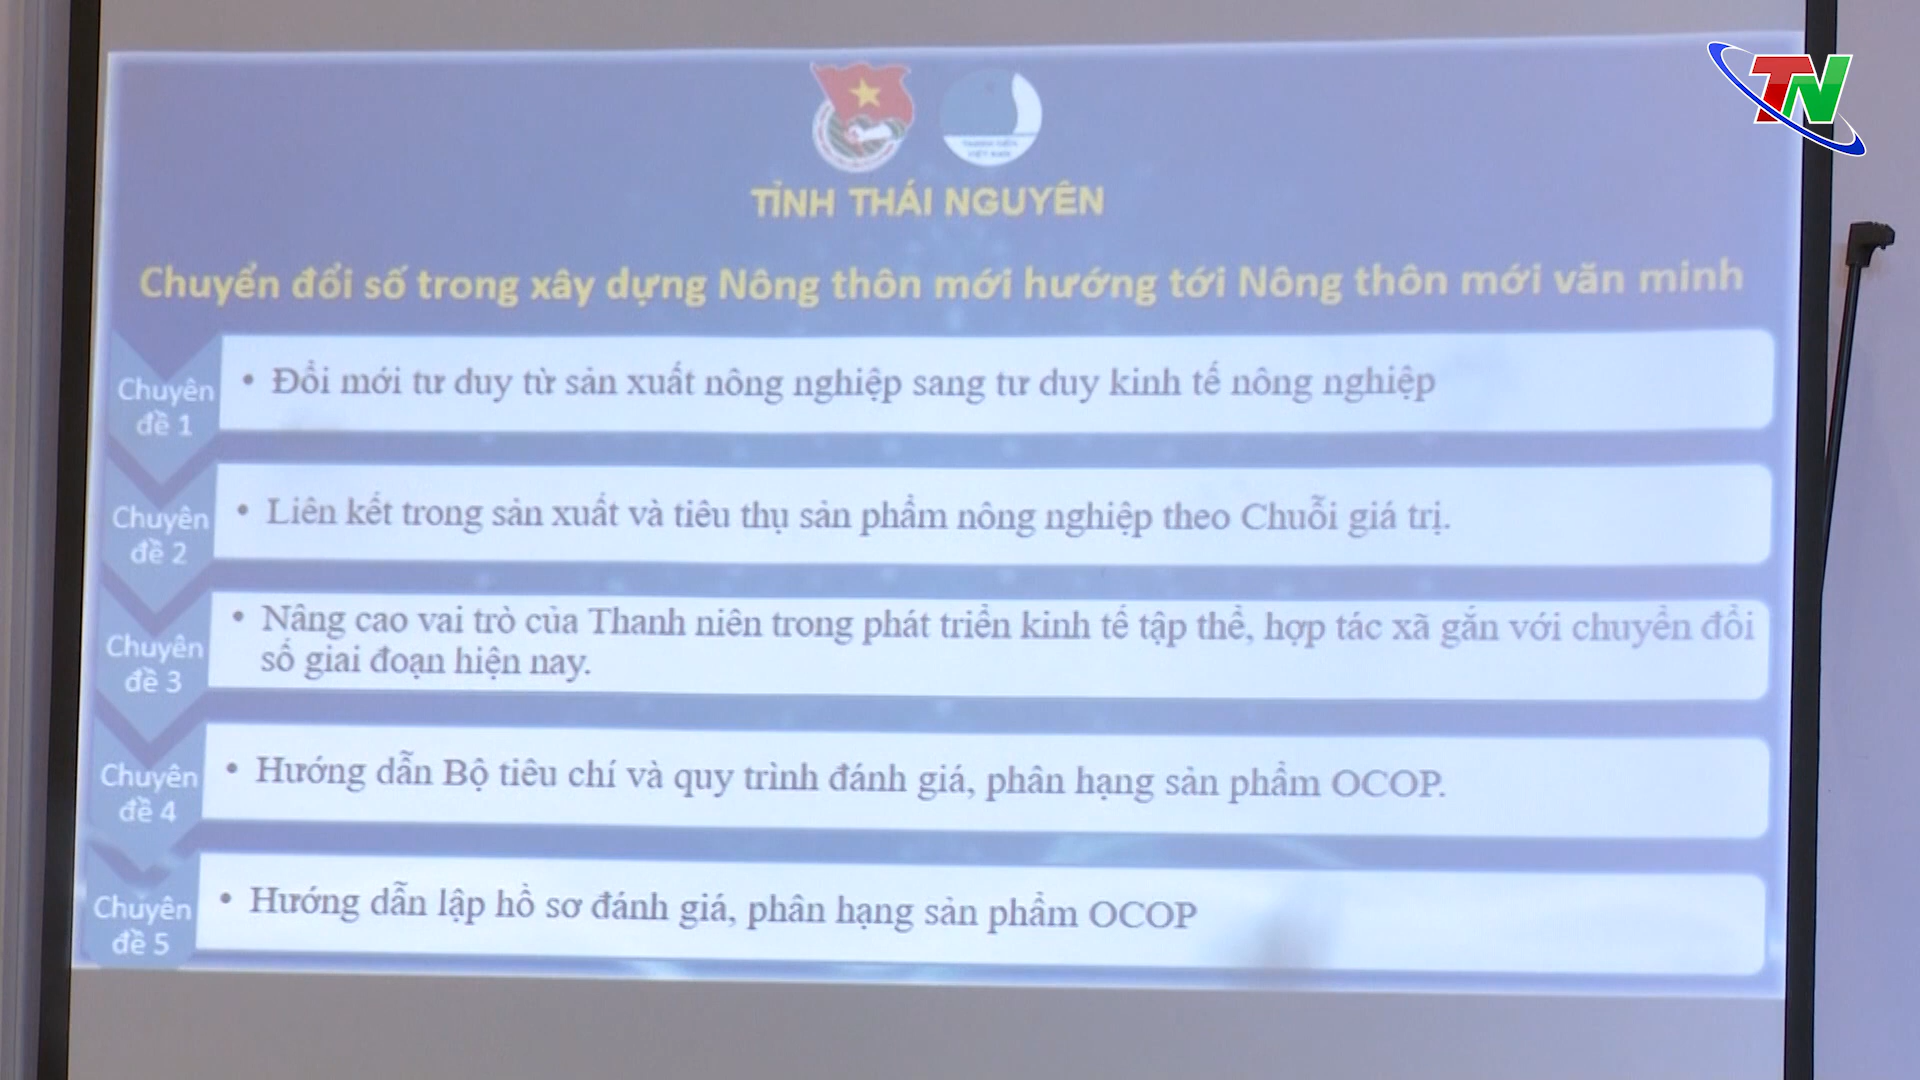 TN
THANH NIÊN
VIỆT NAM
TỈNH THÁI NGUYÊN
Chuyển đổi số trong xây dựng Nông thôn mới hướng tới Nông thôn mới văn minh
Chuyên
đề 1
• Đổi mới tư duy từ sản xuất nông nghiệp sang tư duy kinh tế nông nghiệp
Chuyên
đề 2
• Liên kết trong sản xuất và tiêu thụ sản phẩm nông nghiệp theo Chuỗi giá trị.
Chuyên
đề 3
• Nâng cao vai trò của Thanh niên trong phát triển kinh tế tập thể, hợp tác xã gắn với chuyển đổi
số giai đoạn hiện nay.
Chuyên
đề 4
• Hướng dẫn Bộ tiêu chí và quy trình đánh giá, phân hạng sản phẩm OCOP.
Chuyên
đề 5
• Hướng dẫn lập hồ sơ đánh giá, phân hạng sản phẩm OCOP